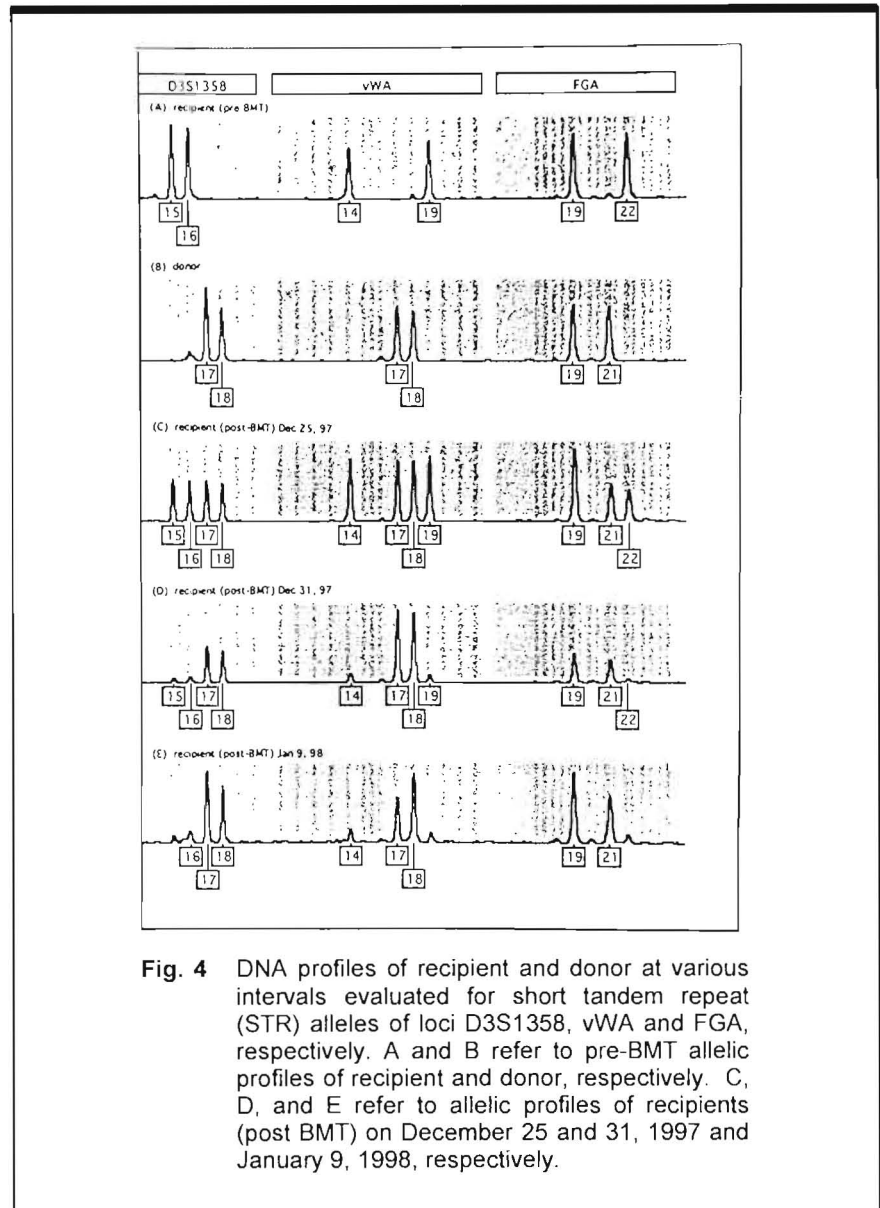 D3S1358 vWA FGA
(A) recipient (pre BMT)
15 14 19 19 22
16
(B) donor
17 17 19 21
18 18
(C) recipient (post-BMT) Dec 25, 97
15 17 14 17 19 19 21
16 18 18 22
(D) recipient (post-BMT) Dec 31, 97
15 17 14 17 19 19 21
16 18 18 22
(E) recipient (post-BMT) Jan 9, 98
16 18 14 17 19 21
17 18
Fig. 4 DNA profiles of recipient and donor at various
intervals evaluated for short tandem repeat
(STR) alleles of loci D3S1358, vWA and FGA,
respectively. A and B refer to pre-BMT allelic
profiles of recipient and donor, respectively. C,
D, and E refer to allelic profiles of recipients
(post BMT) on December 25 and 31, 1997 and
January 9, 1998, respectively.